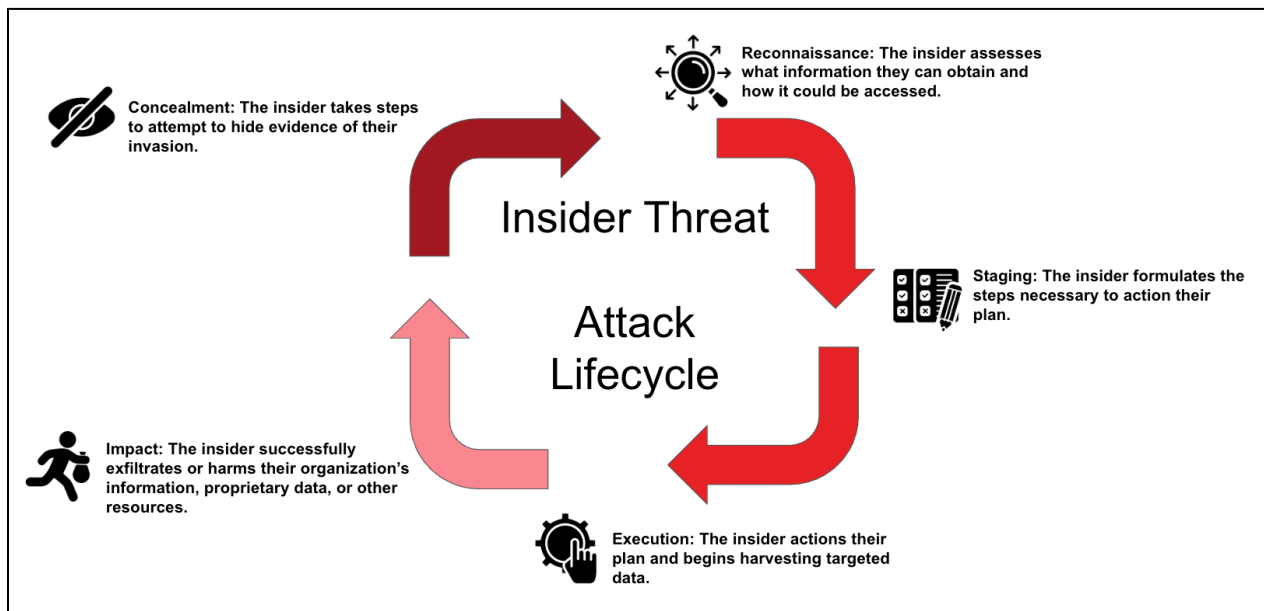 Reconnaissance: The insider assesses
what information they can obtain and
how it could be accessed.
Concealment: The insider takes steps
to attempt to hide evidence of their
invasion.
Insider Threat
Attack
Lifecycle
Staging: The insider formulates the
steps necessary to action their
plan.
Impact: The insider successfully
exfiltrates or harms their organization’s
information, proprietary data, or other
resources.
Execution: The insider actions their
plan and begins harvesting targeted
data.